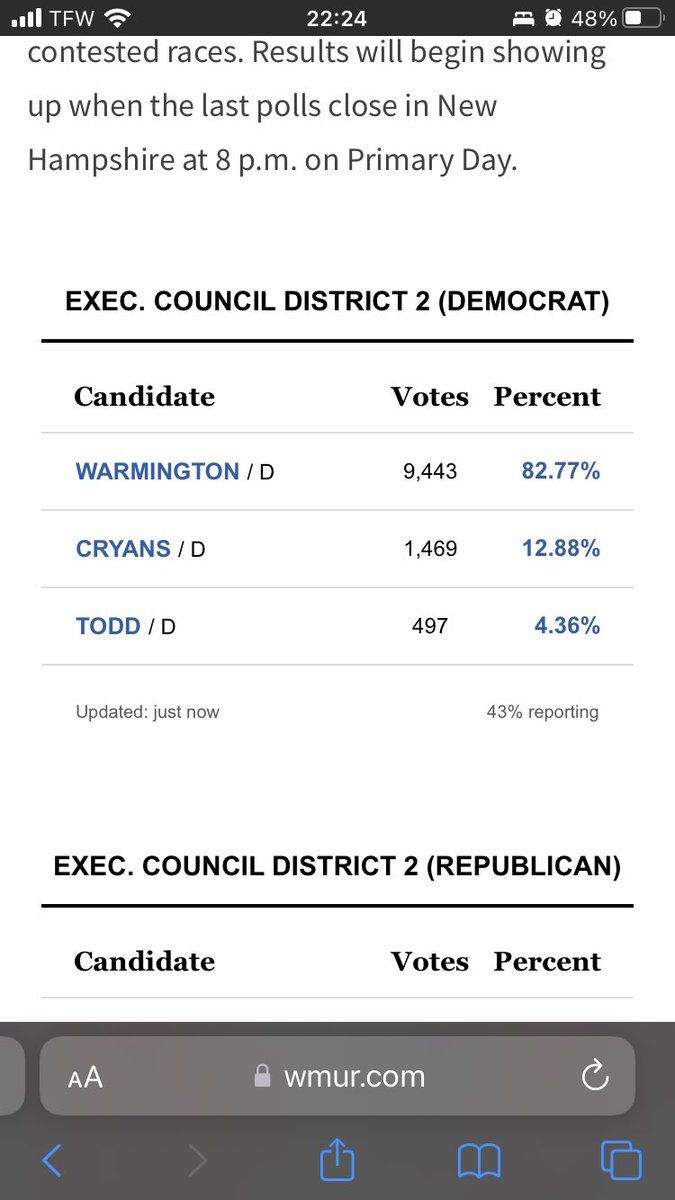 TFW 22:24 48%
contested races. Results will begin showing
up when the last polls close in New
Hampshire at 8 p.m. on Primary Day.
EXEC. COUNCIL DISTRICT 2 (DEMOCRAT)
Candidate Votes Percent
WARMINGTON / D 9,443 82.77%
CRYANS / D 1,469 12.88%
TODD / D 497 4.36%
Updated: just now 43% reporting
EXEC. COUNCIL DISTRICT 2 (REPUBLICAN)
Candidate Votes Percent
AA wmur.com